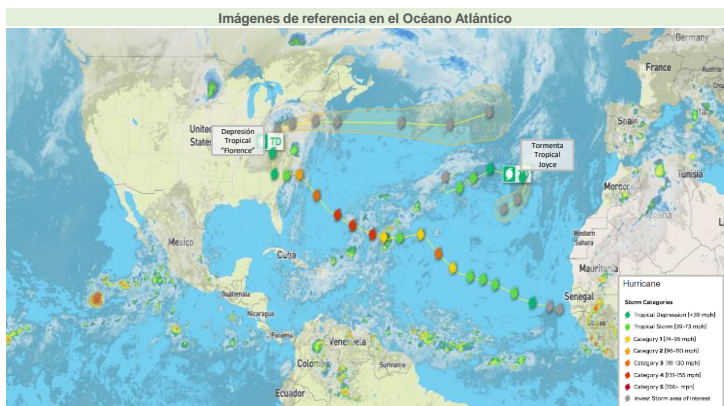 Imágenes de referencia en el Océano Atlántico
Germany
France
Austria
Spain
United
States
Depresión
Tropical
"Florence"
TD
Tormenta
Tropical
Joyce
Tunisia
Morocc
Western
Sahara
Mexico
Cuba
Mauritania
Guatemala
Nicaragua
Panama
Senegal
Venezuela
Colombia
Suriname
Ecuador
Hurricane
Storm Categories
Tropical Depression [<39 mph]
Tropical Storm [39-73 mph]
Category 1 [74-95 mph]
Category 2 [96-110 mph]
Category 3 [111-130 mph]
Category 4 [131-155 mph]
Category 5 [156+ mph]
Invest Storm area of Interest